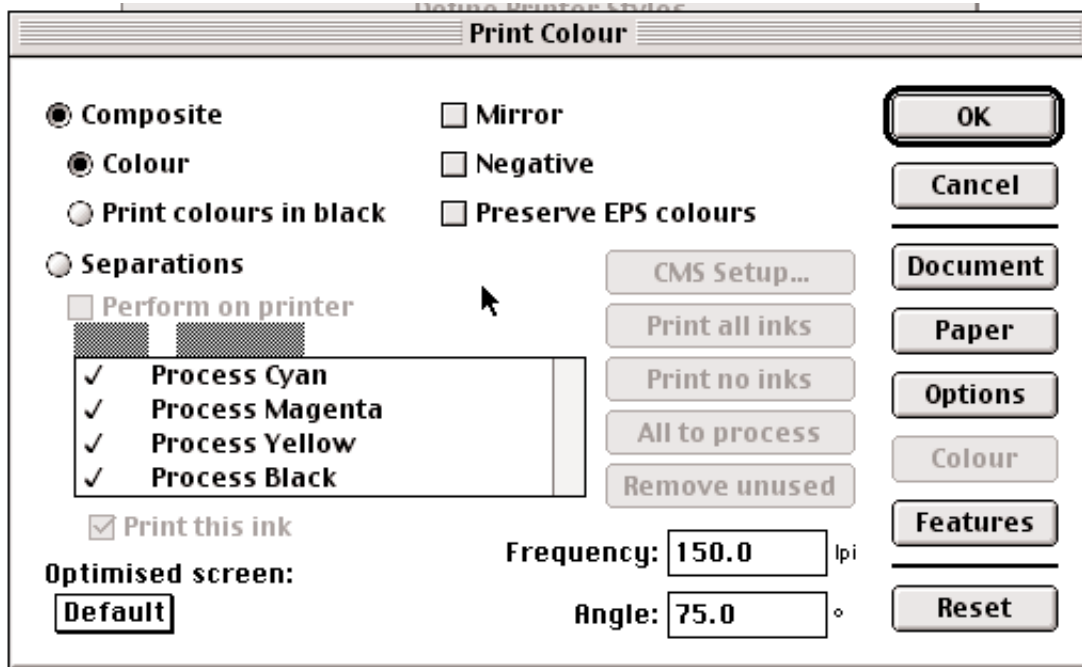 Define Printer Styles
Print Colour
Composite
Mirror
OK
Colour
Negative
Cancel
Print colours in black
Preserve EPS colours
Separations
CMS Setup...
Document
Perform on printer
Print all inks
Paper
Process Cyan
Print no inks
Options
Process Magenta
Process Yellow
All to process
Colour
Process Black
Remove unused
Print this ink
Features
Frequency: 150.0 lpi
Optimised screen:
Default
Angle: 75.0 °
Reset